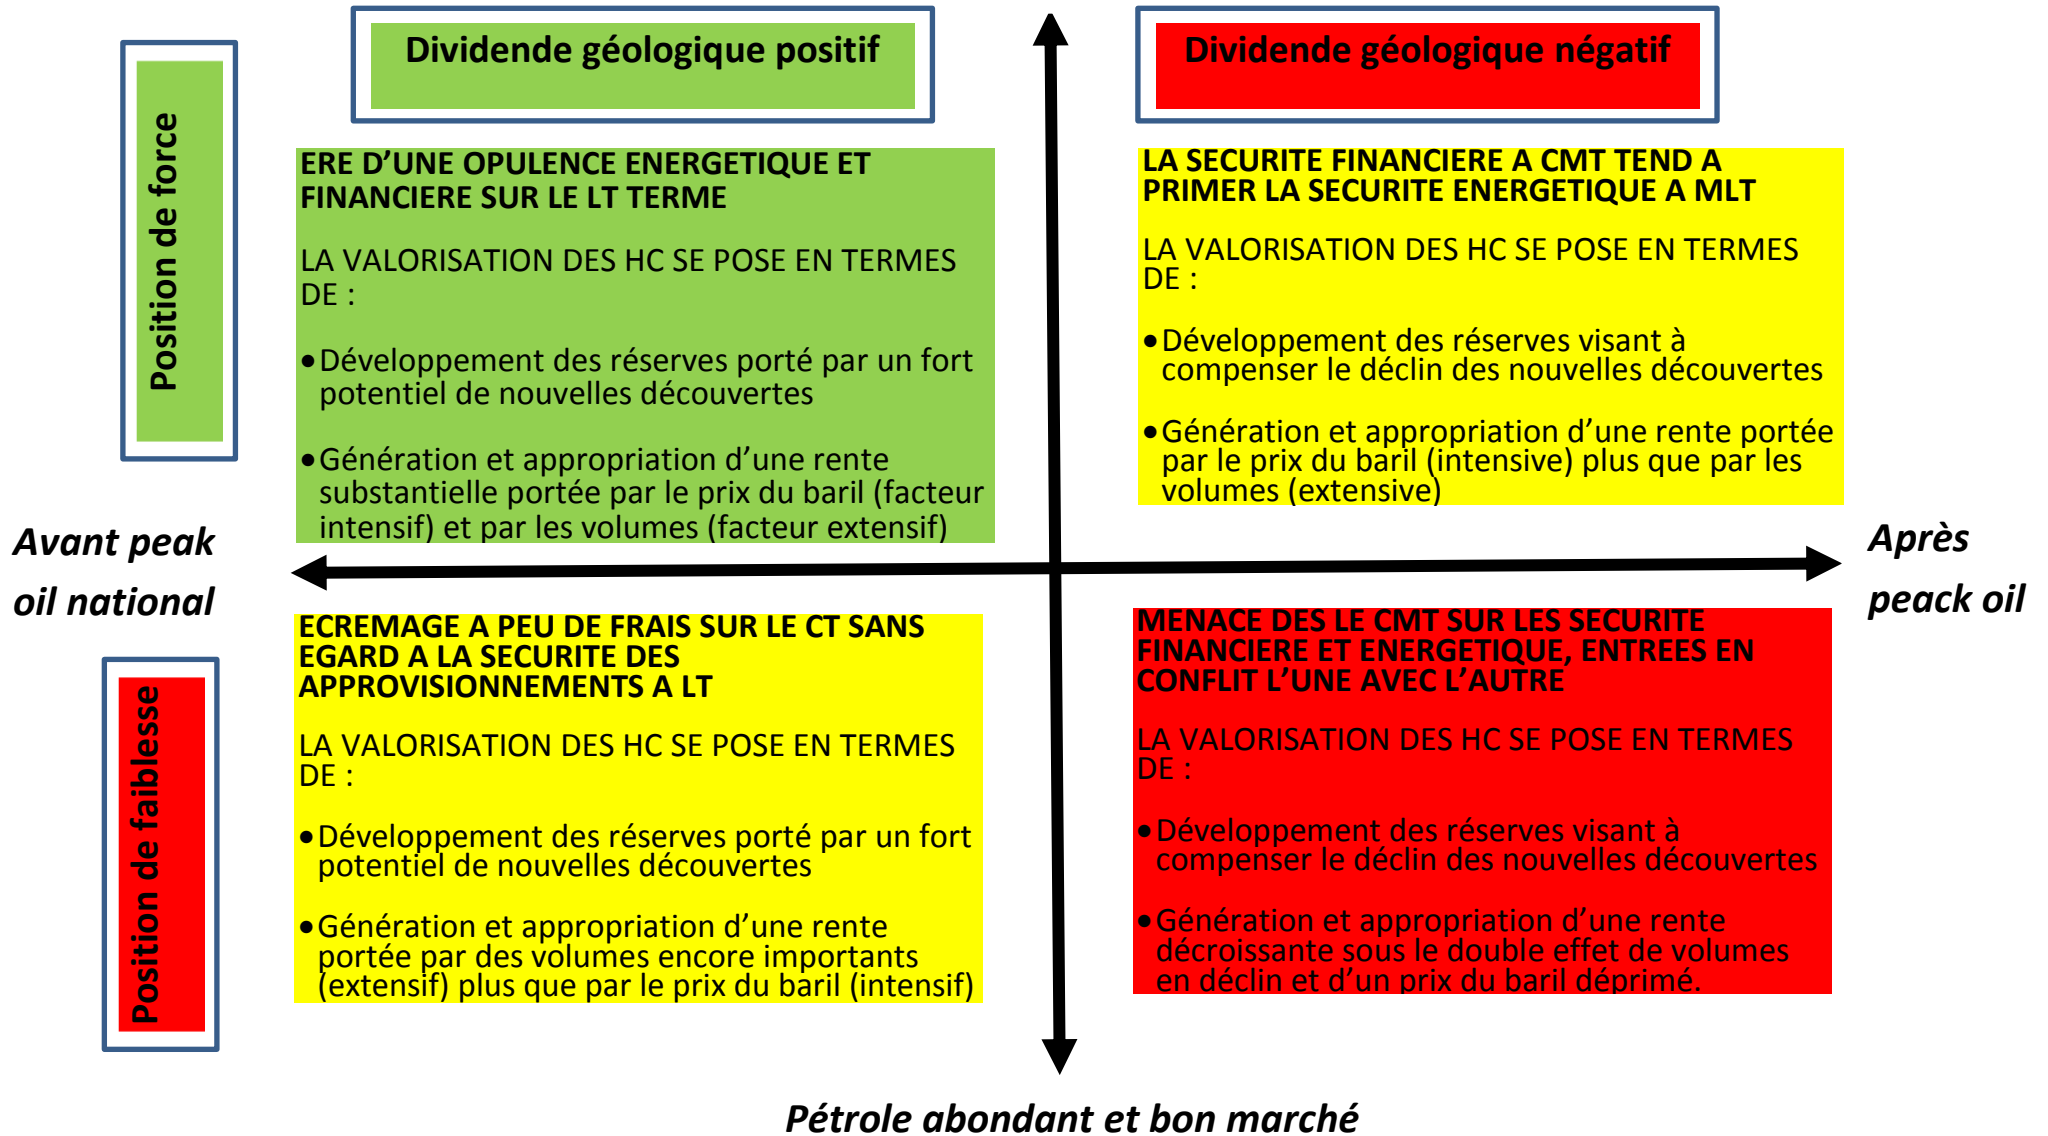 Dividende géologique positif
Dividende géologique négatif
Position de force
ERE D’UNE OPULENCE ENERGETIQUE ET
FINANCIERE SUR LE LT TERME
LA VALORISATION DES HC SE POSE EN TERMES
DE :
•Développement des réserves porté par un fort
potentiel de nouvelles découvertes
•Génération et appropriation d’une rente
substantielle portée par le prix du baril (facteur
intensif) et par les volumes (facteur extensif)
LA SECURITE FINANCIERE A CMT TEND A
PRIMER LA SECURITE ENERGETIQUE A MLT
LA VALORISATION DES HC SE POSE EN TERMES
DE :
•Développement des réserves visant à
compenser le déclin des nouvelles découvertes
•Génération et appropriation d’une rente portée
par le prix du baril (intensive) plus que par les
volumes (extensive)
Avant peak
oil national
Après
peack oil
Position de faiblesse
ECREMAGE A PEU DE FRAIS SUR LE CT SANS
EGARD A LA SECURITE DES
APPROVISIONNEMENTS A LT
LA VALORISATION DES HC SE POSE EN TERMES
DE :
•Développement des réserves porté par un fort
potentiel de nouvelles découvertes
•Génération et appropriation d’une rente
portée par des volumes encore importants
(extensif) plus que par le prix du baril (intensif)
MENACE DES LE CMT SUR LES SECURITE
FINANCIERE ET ENERGETIQUE, ENTREES EN
CONFLIT L’UNE AVEC L’AUTRE
LA VALORISATION DES HC SE POSE EN TERMES
DE :
•Développement des réserves visant à
compenser le déclin des nouvelles découvertes
•Génération et appropriation d’une rente
décroissante sous le double effet de volumes
en déclin et d’un prix du baril déprimé.
Pétrole abondant et bon marché